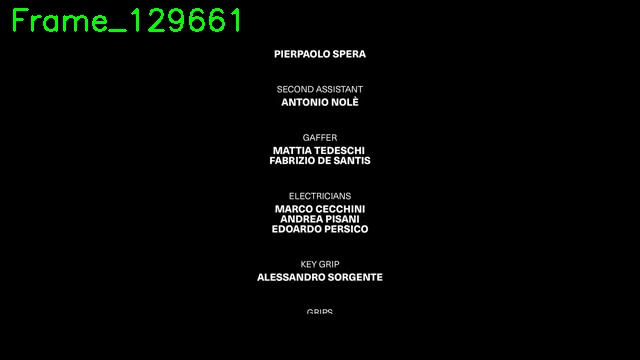 Frame_129661
PIERPAOLO SPERA
SECOND ASSISTANT
ANTONIO NOLÈ
GAFFER
MATTIA TEDESCHI
FABRIZIO DE SANTIS
ELECTRICIANS
MARCO CECCHINI
ANDREA PISANI
EDOARDO PERSICO
KEY GRIP
ALESSANDRO SORGENTE
GRIPS